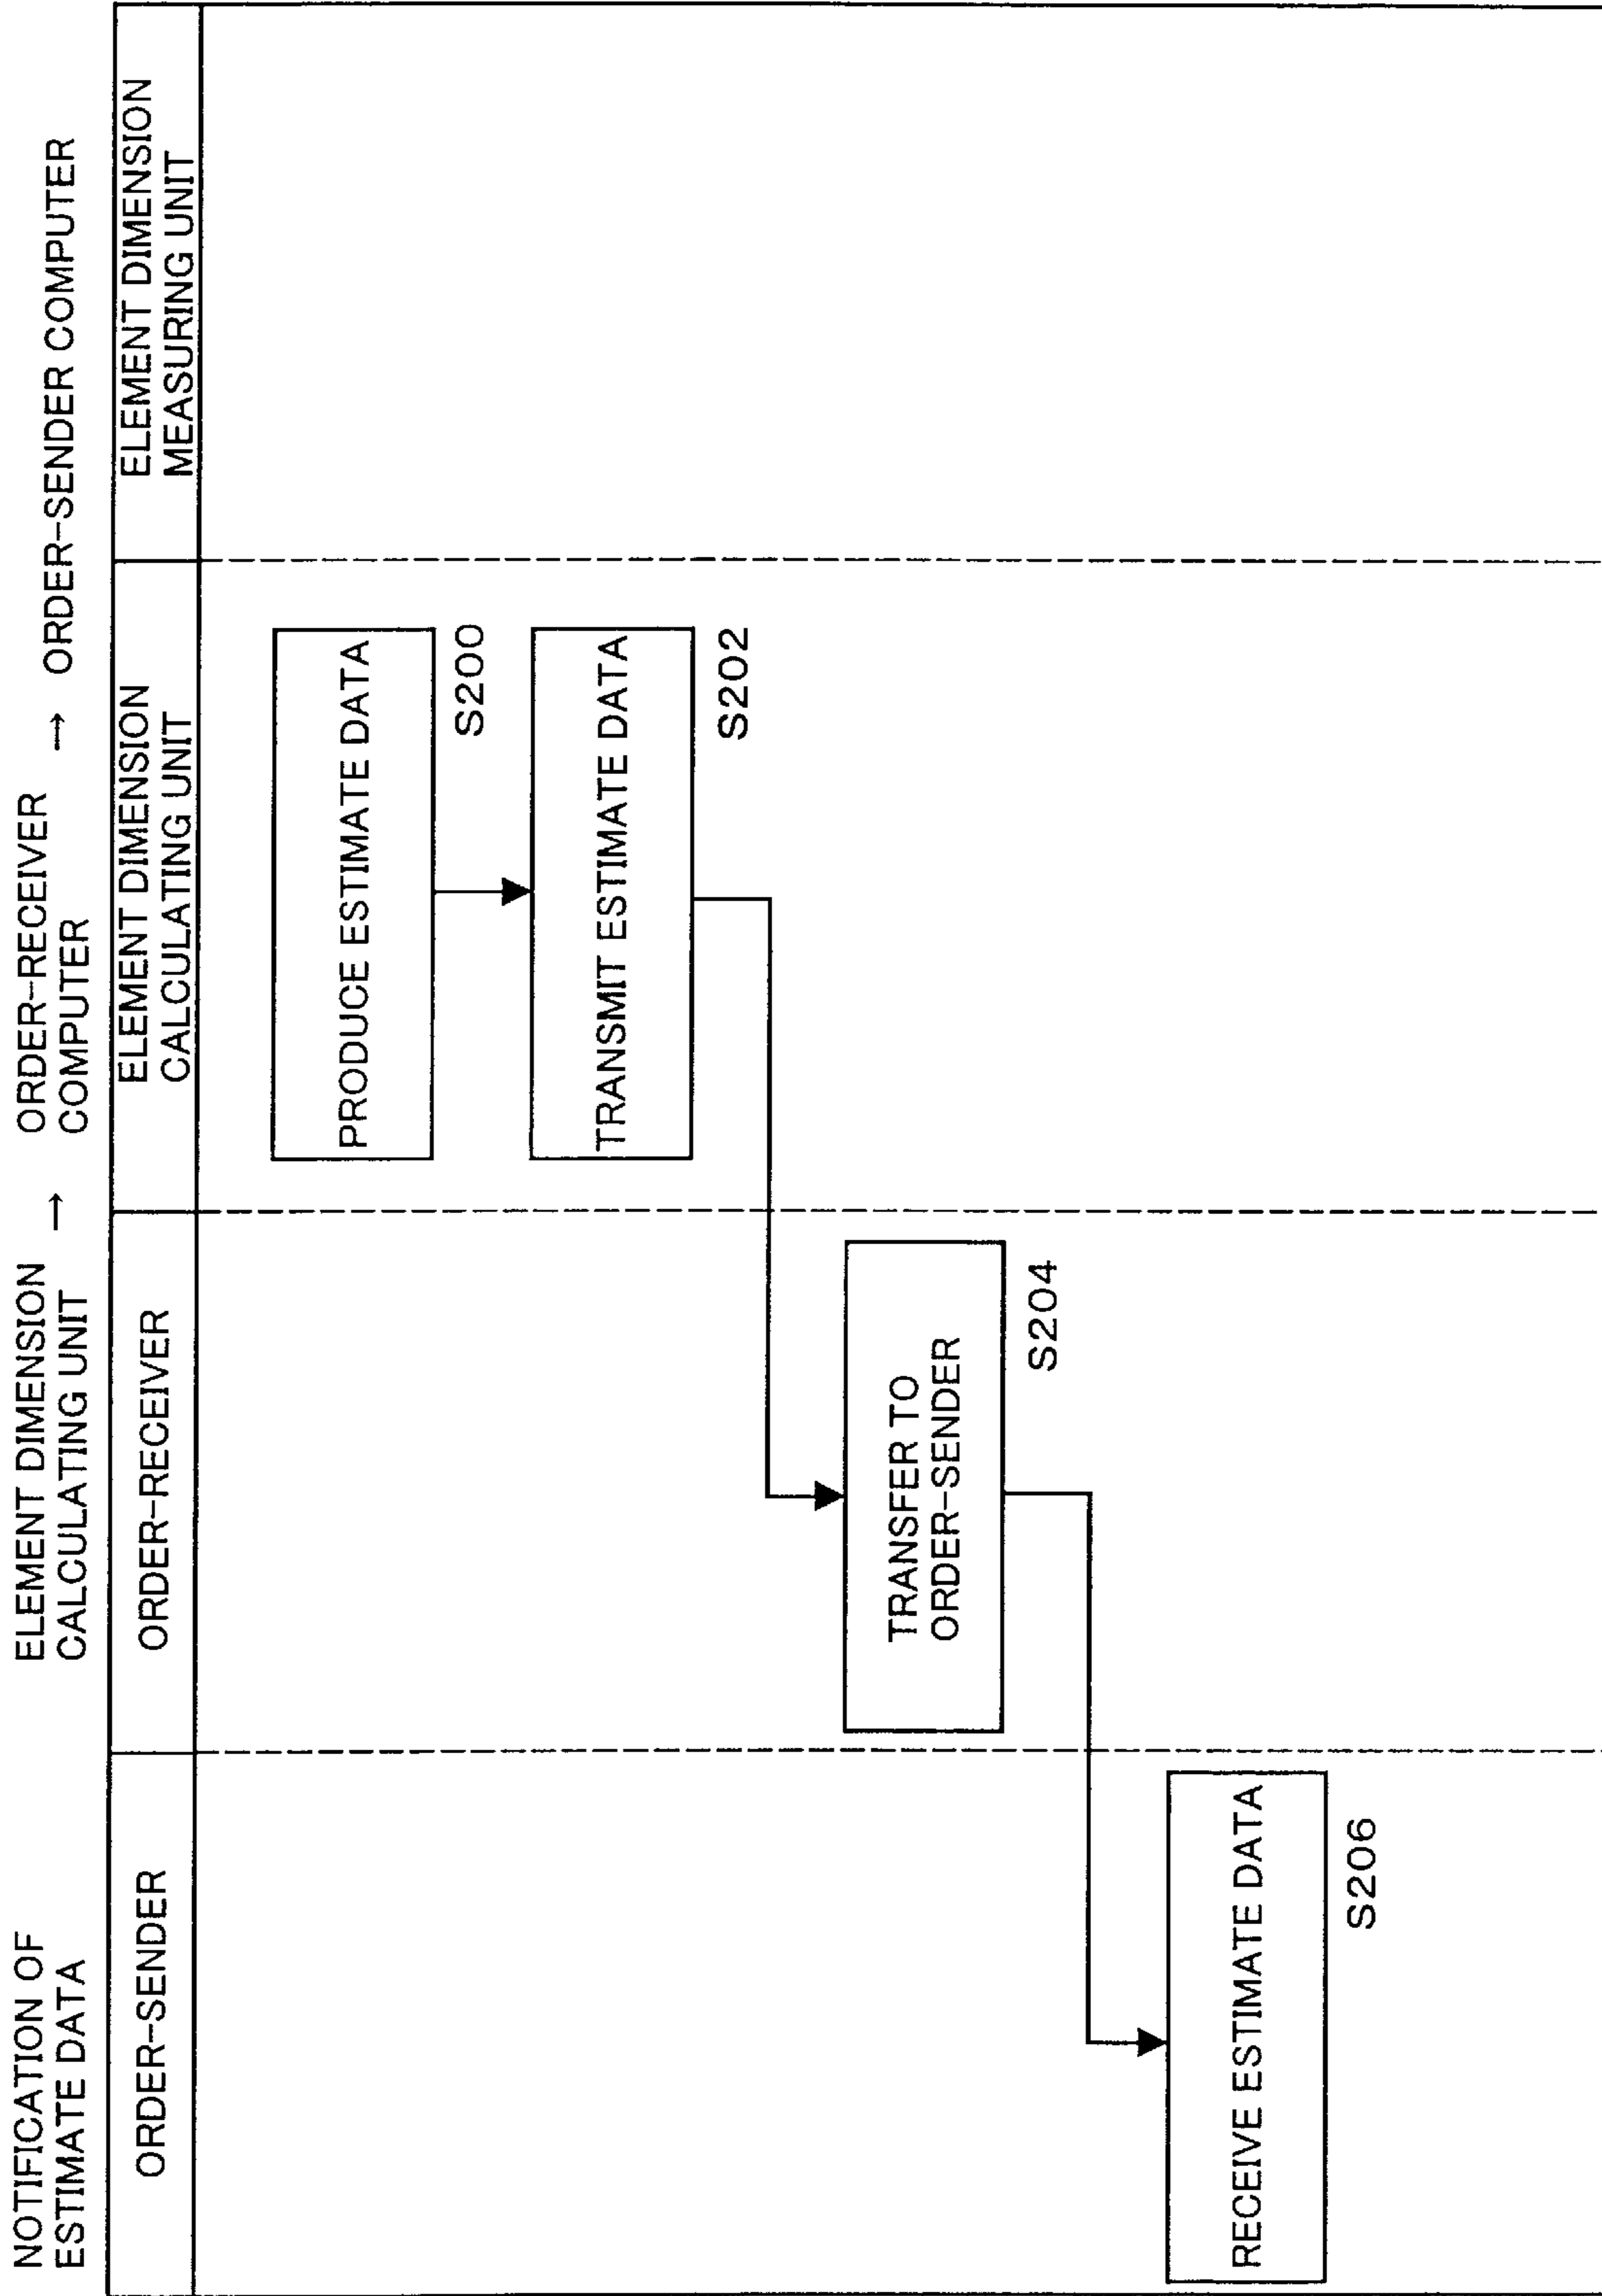 NOTIFICATION OF
ESTIMATE DATA
ELEMENT DIMENSION
CALCULATING UNIT
→
ORDER-RECEIVER
COMPUTER
→
ORDER-SENDER COMPUTER
ORDER-SENDER
ORDER-RECEIVER
ELEMENT DIMENSION
CALCULATING UNIT
ELEMENT DIMENSION
MEASURING UNIT
PRODUCE ESTIMATE DATA
S200
TRANSMIT ESTIMATE DATA
S202
TRANSFER TO
ORDER-SENDER
S204
RECEIVE ESTIMATE DATA
S206